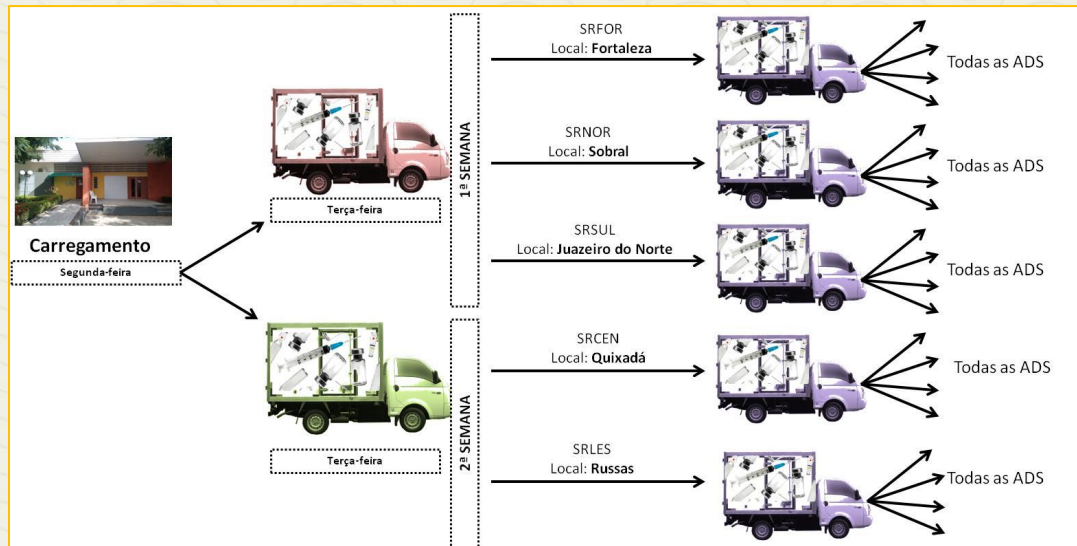 Carregamento
Segunda-feira
Terça-feira
Terça-feira
1ª SEMANA
2ª SEMANA
SRFOR
Local: Fortaleza
Todas as ADS
SRNOR
Local: Sobral
Todas as ADS
SRSUL
Local: Juazeiro do Norte
Todas as ADS
SRCEN
Local: Quixadá
Todas as ADS
SRLES
Local: Russas
Todas as ADS